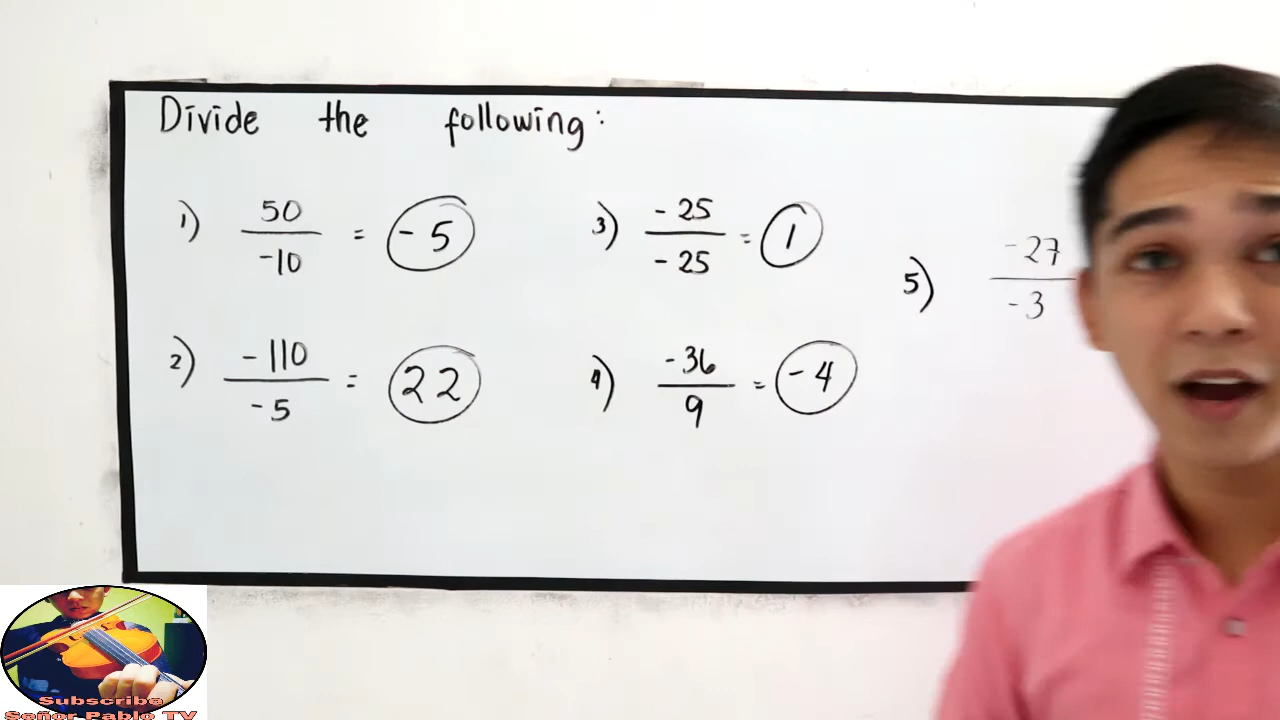 Divide the following:
1) 50/-10 = -5
2) -110/-5 = 22
3) -25/-25 = 1
4) -36/9 = -4
5) -27/-3
Subscribe
Señor Pablo TV